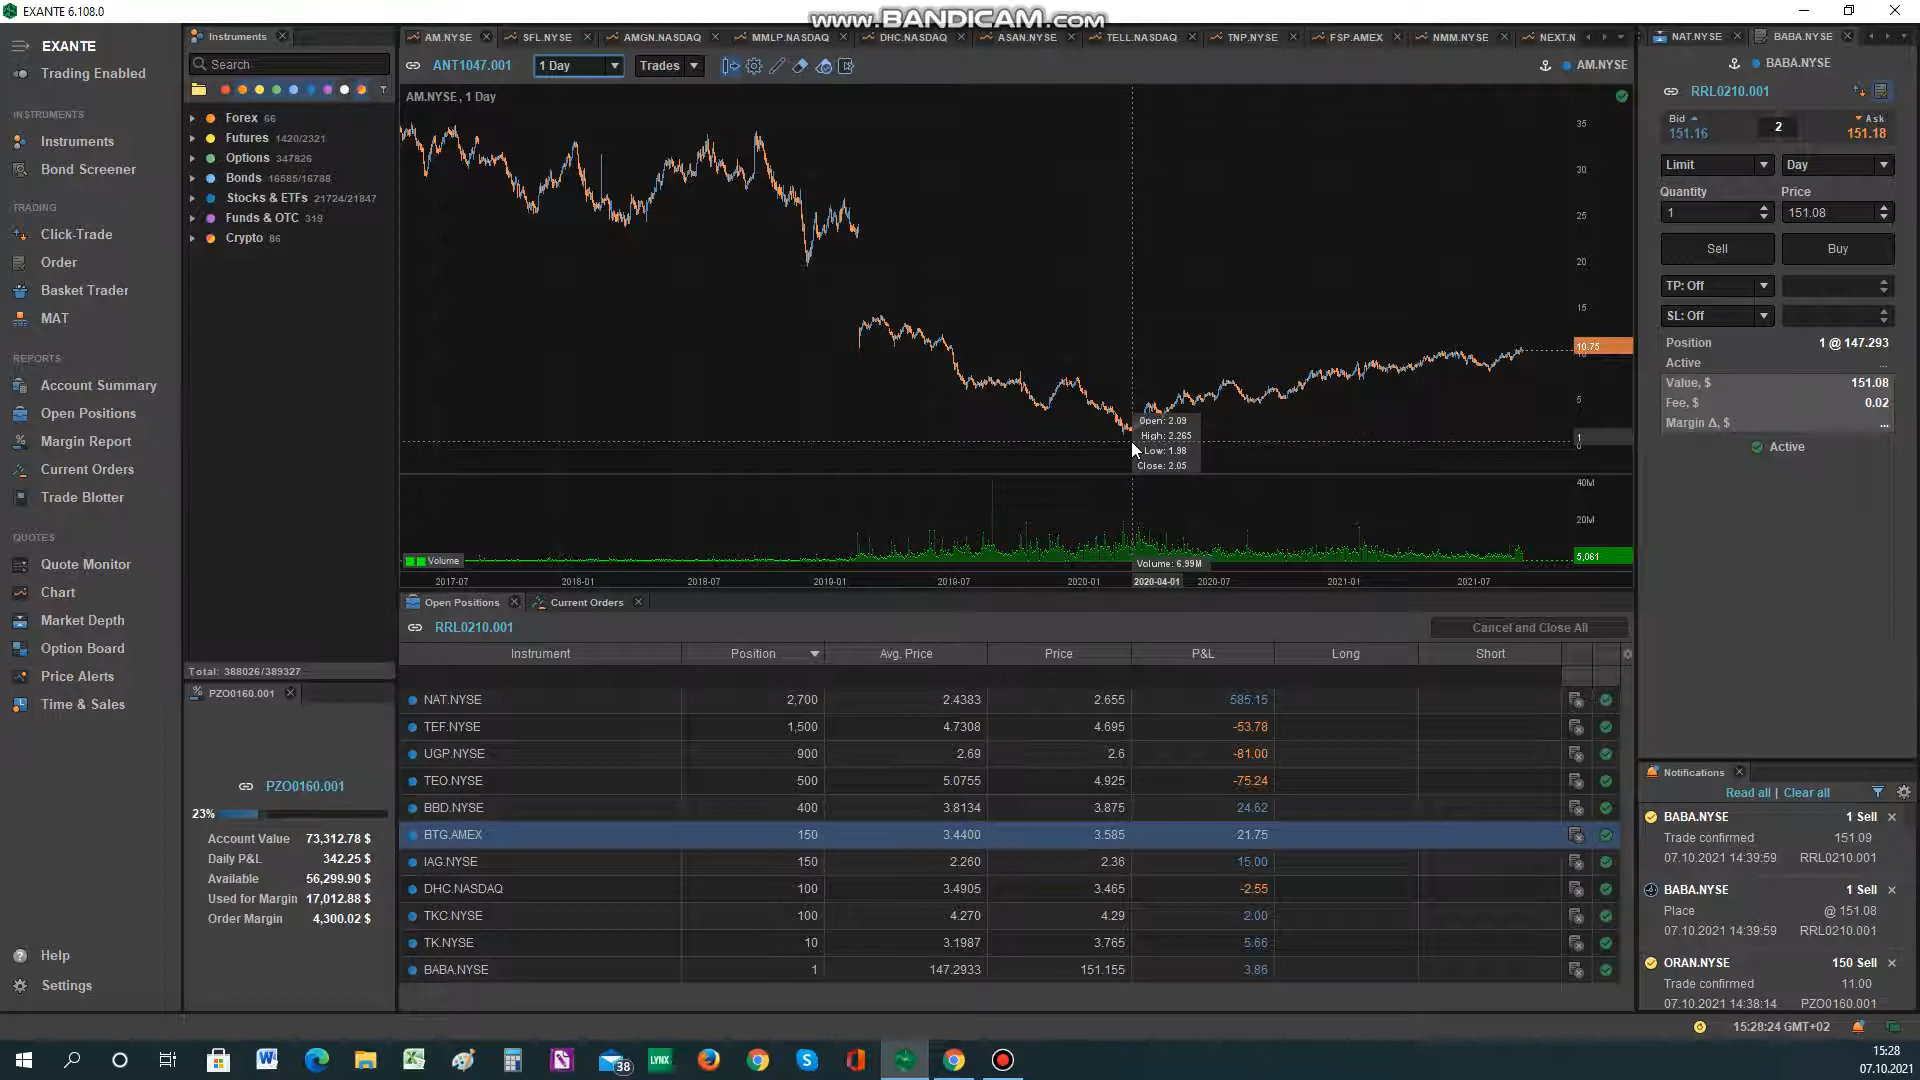 EXANTE 6.108.0
www.BANDICAM.com
EXANTE
Trading Enabled
INSTRUMENTS
Instruments
Bond Screener
TRADING
Click-Trade
Order
Basket Trader
MAT
REPORTS
Account Summary
Open Positions
Margin Report
Current Orders
Trade Blotter
QUOTES
Quote Monitor
Chart
Market Depth
Option Board
Price Alerts
Time & Sales
Help
Settings
Instruments
Search
Forex 66
Futures 1420/2321
Options 347826
Bonds 16585/16788
Stocks & ETFs 21724/21847
Funds & OTC 319
Crypto 86
Total: 388026/389327
PZO0160.001
PZO0160.001
23%
Account Value 73,312.78 $
Daily P&L 342.25 $
Available 56,299.90 $
Used for Margin 17,012.88 $
Order Margin 4,300.02 $
AM.NYSE SFL.NYSE AMGN.NASDAQ MMLP.NASDAQ DHC.NASDAQ ASAN.NYSE TELL.NASDAQ TNP.NYSE FSP.AMEX NMM.NYSE NEXT.N
ANT1047.001 1 Day Trades AM.NYSE
AM.NYSE, 1 Day
35
30
25
20
15
10.75
10
5
1
0
Open: 2.09
High: 2.265
Low: 1.98
Close: 2.05
40M
20M
5,061
Volume
Volume: 6.99M
2017-07 2018-01 2018-07 2019-01 2019-07 2020-01 2020-04-01 2020-07 2021-01 2021-07
Open Positions Current Orders
RRL0210.001 Cancel and Close All
Instrument Position Avg. Price Price P&L Long Short
NAT.NYSE 2,700 2.4383 2.655 585.15
TEF.NYSE 1,500 4.7308 4.695 -53.78
UGP.NYSE 900 2.69 2.6 -81.00
TEO.NYSE 500 5.0755 4.925 -75.24
BBD.NYSE 400 3.8134 3.875 24.62
BTG.AMEX 150 3.4400 3.585 21.75
IAG.NYSE 150 2.260 2.36 15.00
DHC.NASDAQ 100 3.4905 3.465 -2.55
TKC.NYSE 100 4.270 4.29 2.00
TK.NYSE 10 3.1987 3.765 5.66
BABA.NYSE 1 147.2933 151.155 3.86
NAT.NYSE BABA.NYSE
BABA.NYSE
RRL0210.001
Bid 2 Ask
151.16 151.18
Limit Day
Quantity Price
1 151.08
Sell Buy
TP: Off
SL: Off
Position 1 @ 147.293
Active ...
Value, $ 151.08
Fee, $ 0.02
Margin Δ, $ ...
Active
Notifications
Read all | Clear all
BABA.NYSE 1 Sell
Trade confirmed 151.09
07.10.2021 14:39:59 RRL0210.001
BABA.NYSE 1 Sell
Place @ 151.08
07.10.2021 14:39:59 RRL0210.001
ORAN.NYSE 150 Sell
Trade confirmed 11.00
07.10.2021 14:38:14 PZO0160.001
15:28:24 GMT+02
38
LYNX
15:28
07.10.2021